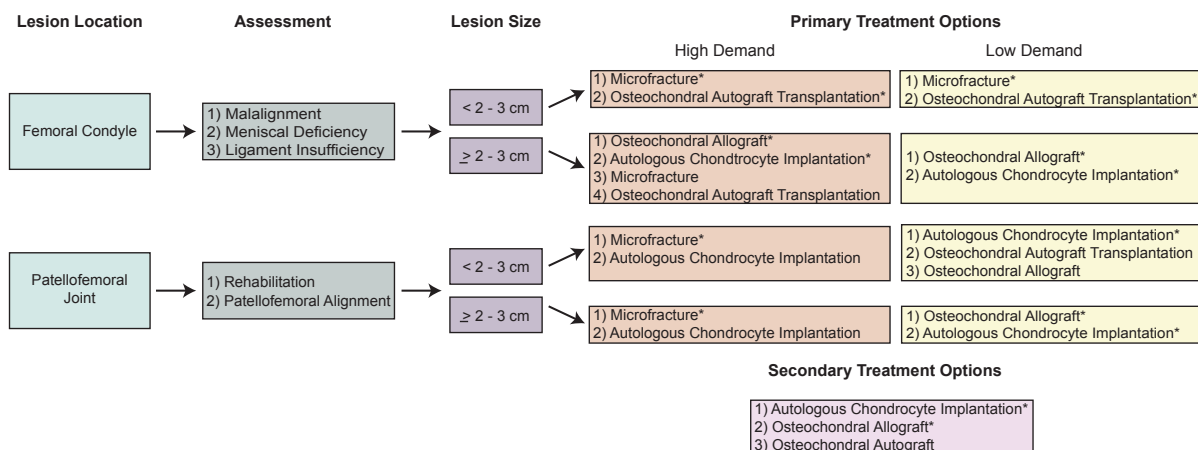 Lesion Location
Assessment
Lesion Size
Primary Treatment Options
High Demand
Low Demand
Femoral Condyle
1) Malalignment
2) Meniscal Deficiency
3) Ligament Insufficiency
< 2 - 3 cm
≥ 2 - 3 cm
1) Microfracture*
2) Osteochondral Autograft Transplantation*
1) Microfracture*
2) Osteochondral Autograft Transplantation*
1) Osteochondral Allograft*
2) Autologous Chondtrocyte Implantation*
3) Microfracture
4) Osteochondral Autograft Transplantation
1) Osteochondral Allograft*
2) Autologous Chondrocyte Implantation*
Patellofemoral
Joint
1) Rehabilitation
2) Patellofemoral Alignment
< 2 - 3 cm
≥ 2 - 3 cm
1) Microfracture*
2) Autologous Chondrocyte Implantation
1) Autologous Chondrocyte Implantation*
2) Osteochondral Autograft Transplantation
3) Osteochondral Allograft
1) Microfracture*
2) Autologous Chondrocyte Implantation
1) Osteochondral Allograft*
2) Autologous Chondrocyte Implantation*
Secondary Treatment Options
1) Autologous Chondrocyte Implantation*
2) Osteochondral Allograft*
3) Osteochondral Autograft